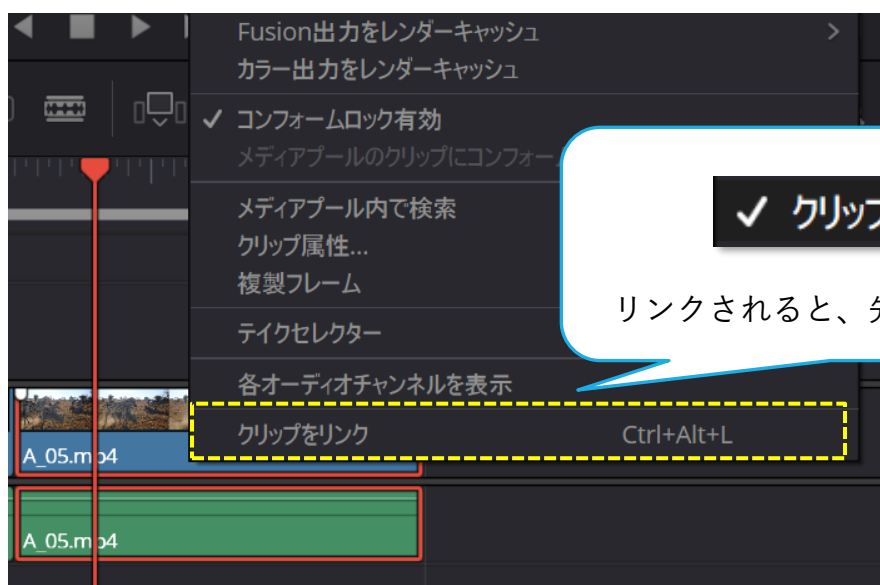 Fusion出力をレンダーキャッシュ
カラー出力をレンダーキャッシュ
コンフォームロック有効
メディアプールのクリップにコンフォーム
メディアプール内で検索
クリップ属性...
複製フレーム
テイクセレクター
各オーディオチャンネルを表示
クリップをリンク Ctrl+Alt+L
クリップ
リンクされると、
A_05.mp4
A_05.mp4